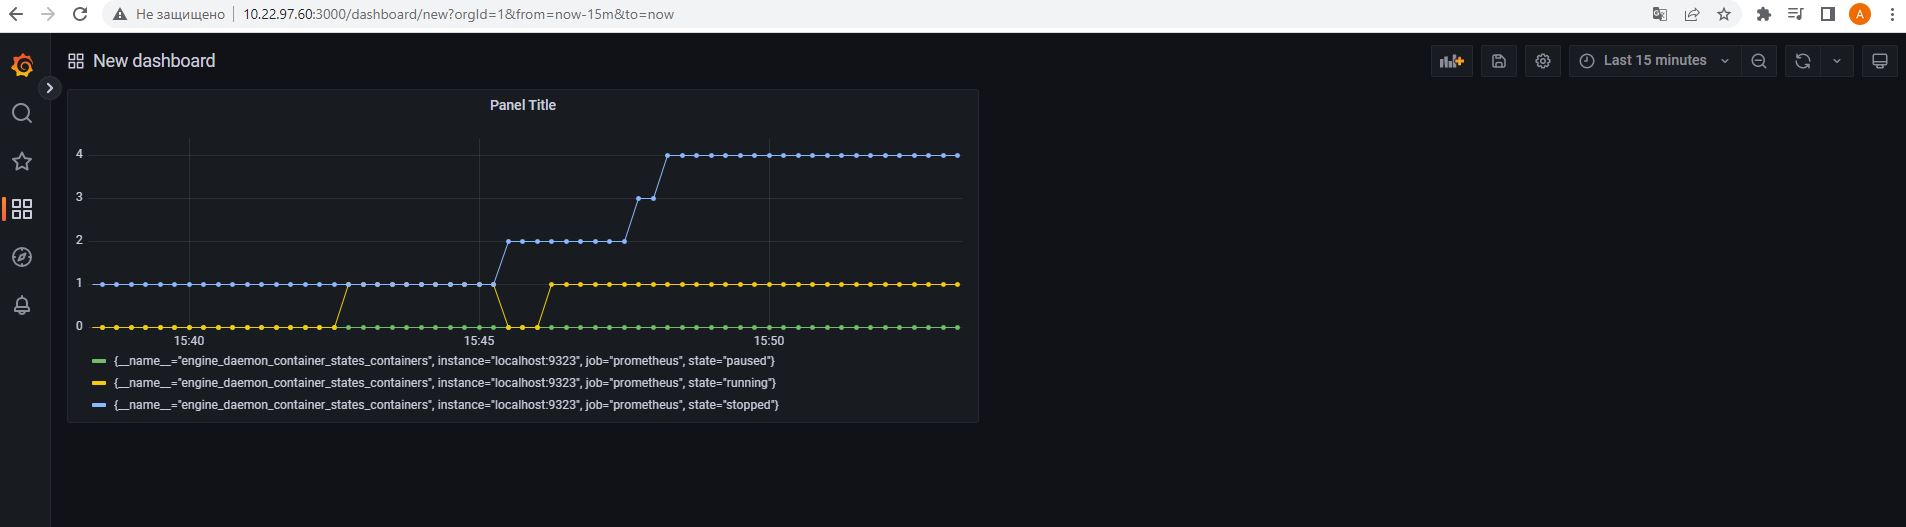 Не защищено 10.22.97.60:3000/dashboard/new?orgId=1&from=now-15m&to=now
A
New dashboard
Last 15 minutes
Panel Title
4
3
2
1
0
15:40 15:45 15:50
{__name__="engine_daemon_container_states_containers", instance="localhost:9323", job="prometheus", state="paused"}
{__name__="engine_daemon_container_states_containers", instance="localhost:9323", job="prometheus", state="running"}
{__name__="engine_daemon_container_states_containers", instance="localhost:9323", job="prometheus", state="stopped"}